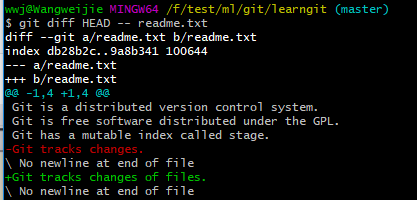 wwj@Wangweijie MINGW64 /f/test/ml/git/learngit (master)
$ git diff HEAD -- readme.txt
diff --git a/readme.txt b/readme.txt
index db28b2c..9a8b341 100644
--- a/readme.txt
+++ b/readme.txt
@@ -1,4 +1,4 @@
 Git is a distributed version control system.
 Git is free software distributed under the GPL.
 Git has a mutable index called stage.
-Git tracks changes.
\ No newline at end of file
+Git tracks changes of files.
\ No newline at end of file